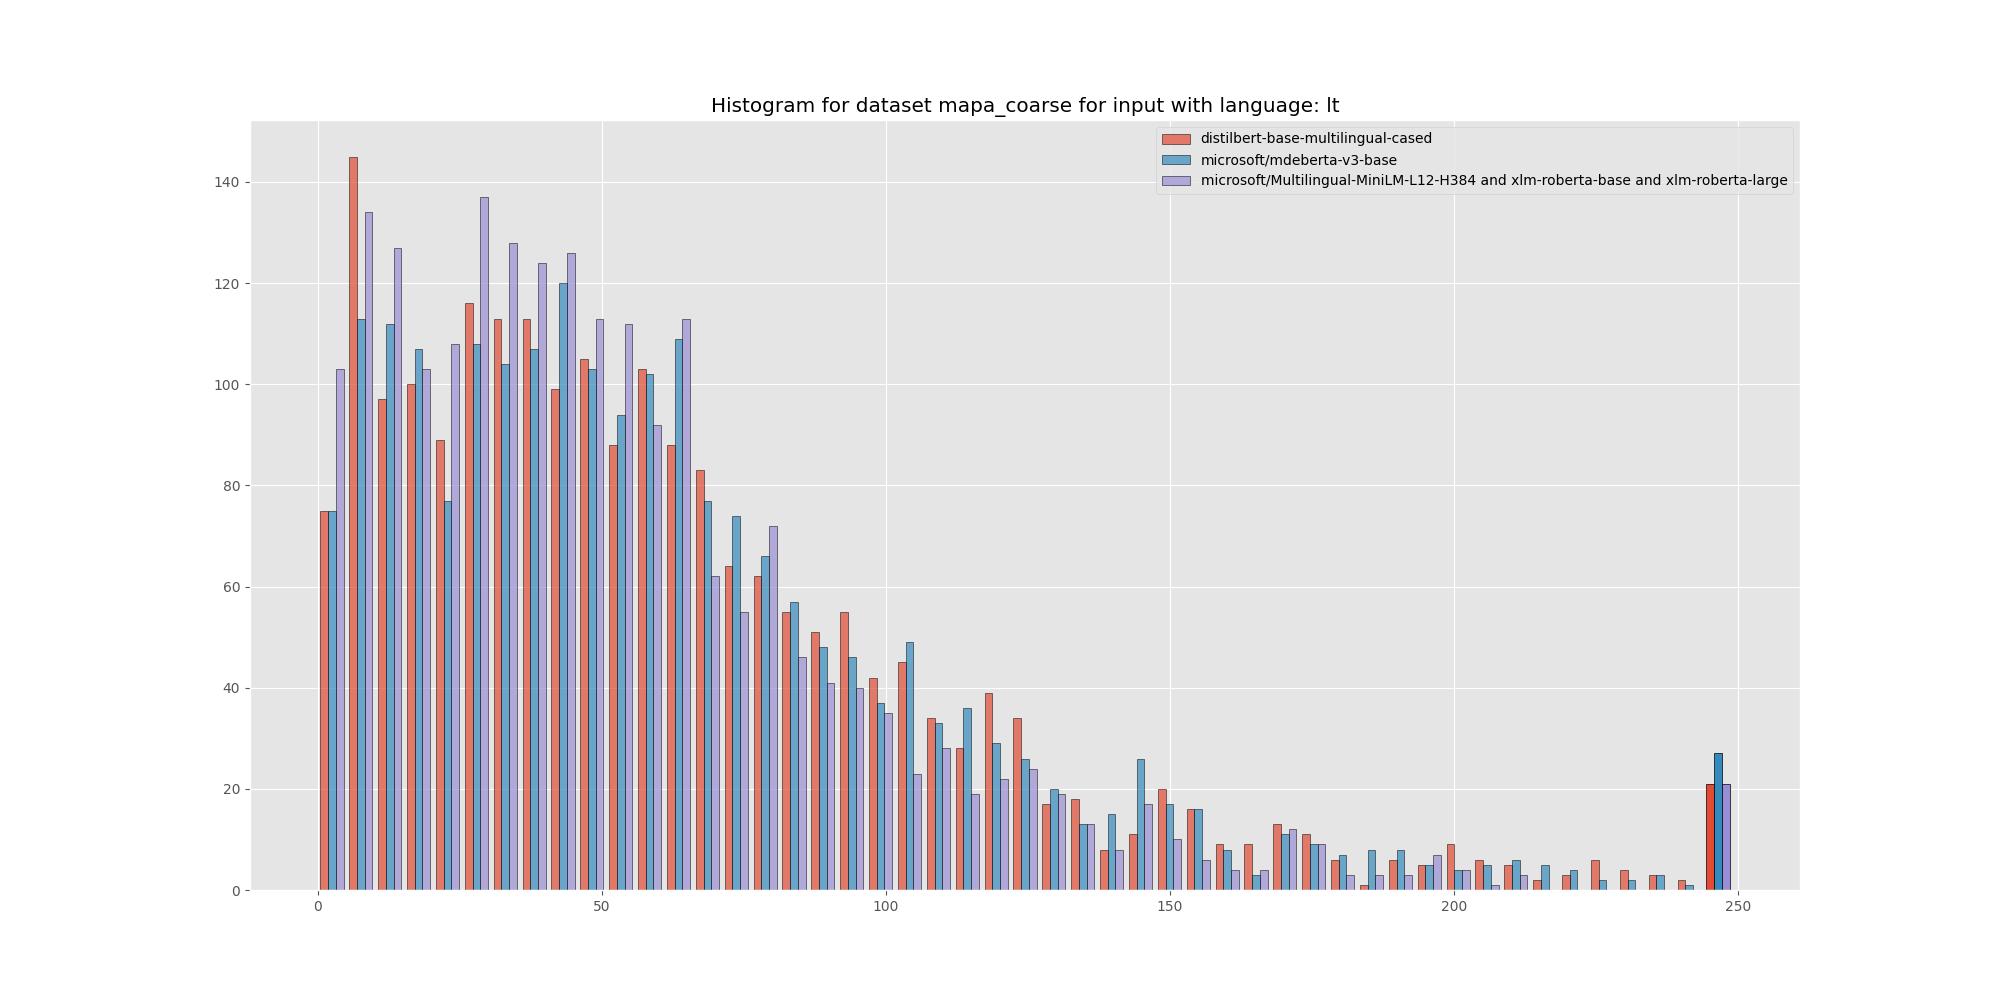 Histogram for dataset mapa_coarse for input with language: lt
distilbert-base-multilingual-cased
microsoft/mdeberta-v3-base
microsoft/Multilingual-MiniLM-L12-H384 and xlm-roberta-base and xlm-roberta-large
140
120
100
80
60
40
20
0
0 50 100 150 200 250